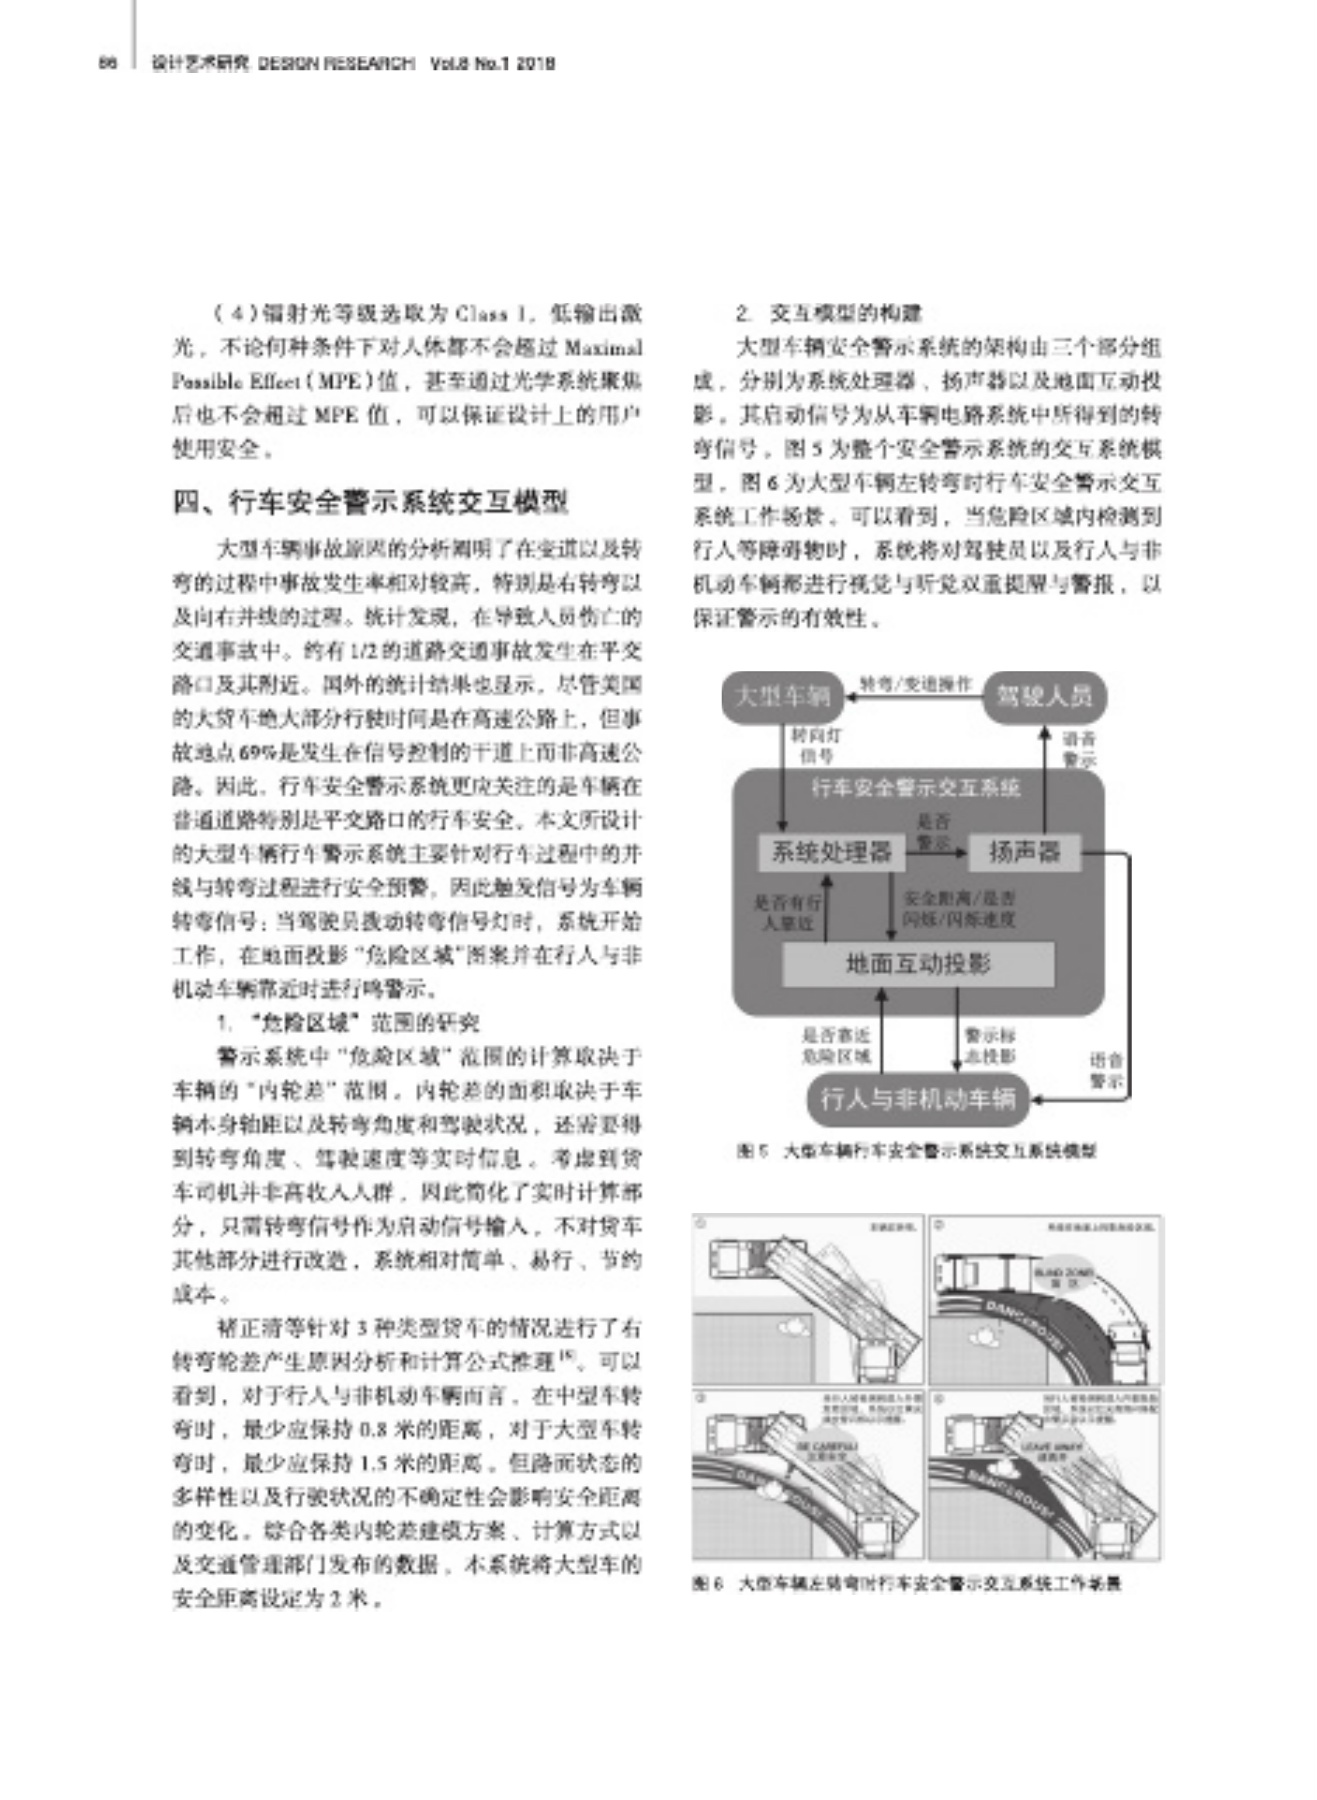 86 设计艺术研究 DESIGN RESEARCH Vol.8 No.1 2018
（4）镭射光等级选取为 Class 1，低输出激
光，不论何种条件下对人体都不会超过 Maximal
Possible Effect（MPE）值，甚至通过光学系统聚焦
后也不会超过 MPE 值，可以保证设计上的用户
使用安全。
四、行车安全警示系统交互模型
大型车辆事故原因的分析阐明了在变道以及转
弯的过程中事故发生率相对较高，特别是右转弯以
及向右并线的过程。统计发现，在导致人员伤亡的
交通事故中。约有 1/2 的道路交通事故发生在平交
路口及其附近。国外的统计结果也显示，尽管美国
的大货车绝大部分行驶时间是在高速公路上，但事
故地点 69%是发生在信号控制的干道上而非高速公
路。因此，行车安全警示系统更应关注的是车辆在
普通道路特别是平交路口的行车安全。本文所设计
的大型车辆行车警示系统主要针对行车过程中的并
线与转弯过程进行安全预警，因此触发信号为车辆
转弯信号：当驾驶员拨动转弯信号灯时，系统开始
工作，在地面投影“危险区域”图案并在行人与非
机动车辆靠近时进行鸣警示。
1. “危险区域”范围的研究
警示系统中“危险区域”范围的计算取决于
车辆的“内轮差”范围。内轮差的面积取决于车
辆本身轴距以及转弯角度和驾驶状况，还需要得
到转弯角度、驾驶速度等实时信息。考虑到货
车司机并非高收入人群，因此简化了实时计算部
分，只需转弯信号作为启动信号输入，不对货车
其他部分进行改造，系统相对简单、易行、节约
成本。
褚正清等针对 3 种类型货车的情况进行了右
转弯轮差产生原因分析和计算公式推理。可以
看到，对于行人与非机动车辆而言，在中型车转
弯时，最少应保持 0.8 米的距离，对于大型车转
弯时，最少应保持 1.5 米的距离。但路面状态的
多样性以及行驶状况的不确定性会影响安全距离
的变化。综合各类内轮差建模方案、计算方式以
及交通管理部门发布的数据，本系统将大型车的
安全距离设定为 2 米。
2. 交互模型的构建
大型车辆安全警示系统的架构由三个部分组
成，分别为系统处理器、扬声器以及地面互动投
影。其启动信号为从车辆电路系统中所得到的转
弯信号。图 5 为整个安全警示系统的交互系统模
型，图 6 为大型车辆左转弯时行车安全警示交互
系统工作场景。可以看到，当危险区域内检测到
行人等障碍物时，系统将对驾驶员以及行人与非
机动车辆都进行视觉与听觉双重提醒与警报，以
保证警示的有效性。
大型车辆
转弯/变道操作
驾驶人员
转向灯
信号
语音
警示
行车安全警示交互系统
是否
警示
系统处理器
扬声器
是否有行
人靠近
安全距离/是否
闪烁/闪烁速度
地面互动投影
是否靠近
危险区域
警示标
志投影
语音
警示
行人与非机动车辆
图 5 大型车辆行车安全警示系统交互系统模型
①
②
BLIND ZONE
盲 区
DANGEROUS!
③
BE CAREFUL!
DANGEROUS!
④
LEAVE AWAY!
DANGEROUS!
图 6 大型车辆左转弯时行车安全警示交互系统工作场景